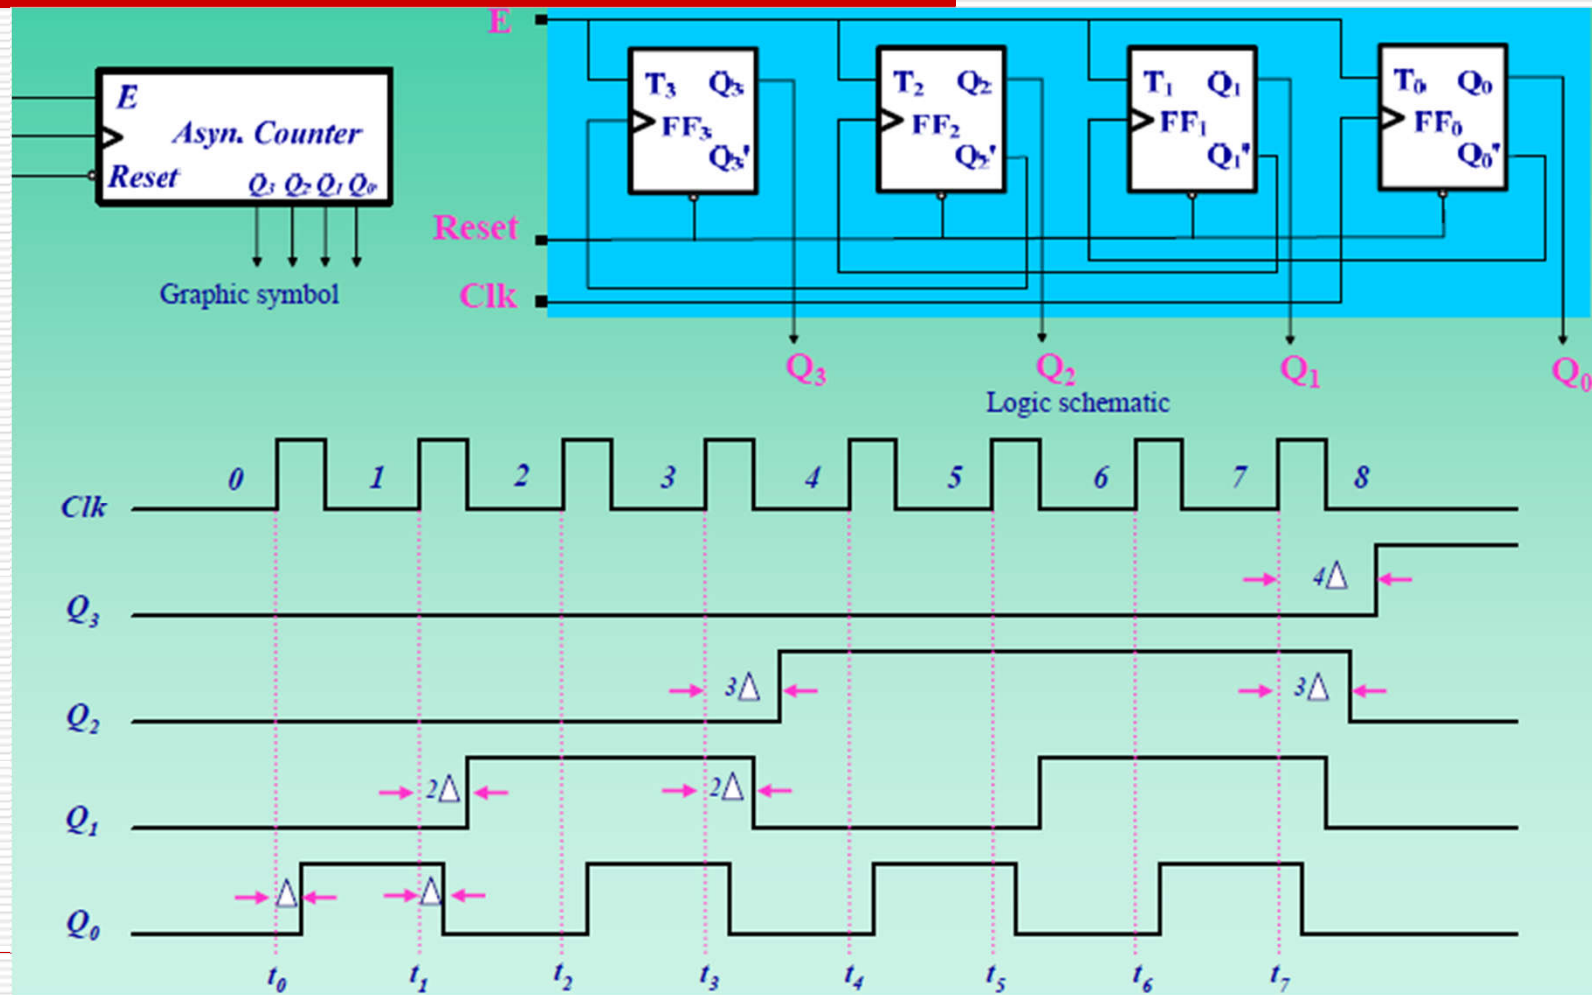 E
Asyn. Counter
Reset
Q₃ Q₂ Q₁ Q₀
Graphic symbol
E
T₃ Q₃
FF₃
Q₃'
T₂ Q₂
FF₂
Q₂'
T₁ Q₁
FF₁
Q₁'
T₀ Q₀
FF₀
Q₀'
Reset
Clk
Q₃ Q₂ Q₁ Q₀
Logic schematic
0 1 2 3 4 5 6 7 8
Clk
4Δ
Q₃
3Δ 3Δ
Q₂
2Δ 2Δ
Q₁
Δ Δ
Q₀
t₀ t₁ t₂ t₃ t₄ t₅ t₆ t₇